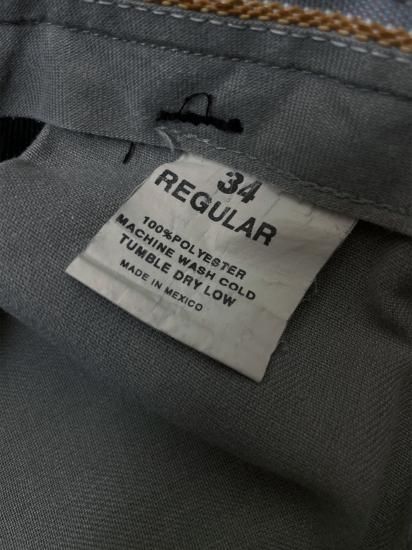 34
REGULAR
100%POLYESTER
MACHINE WASH COLD
TUMBLE DRY LOW
MADE IN MEXICO